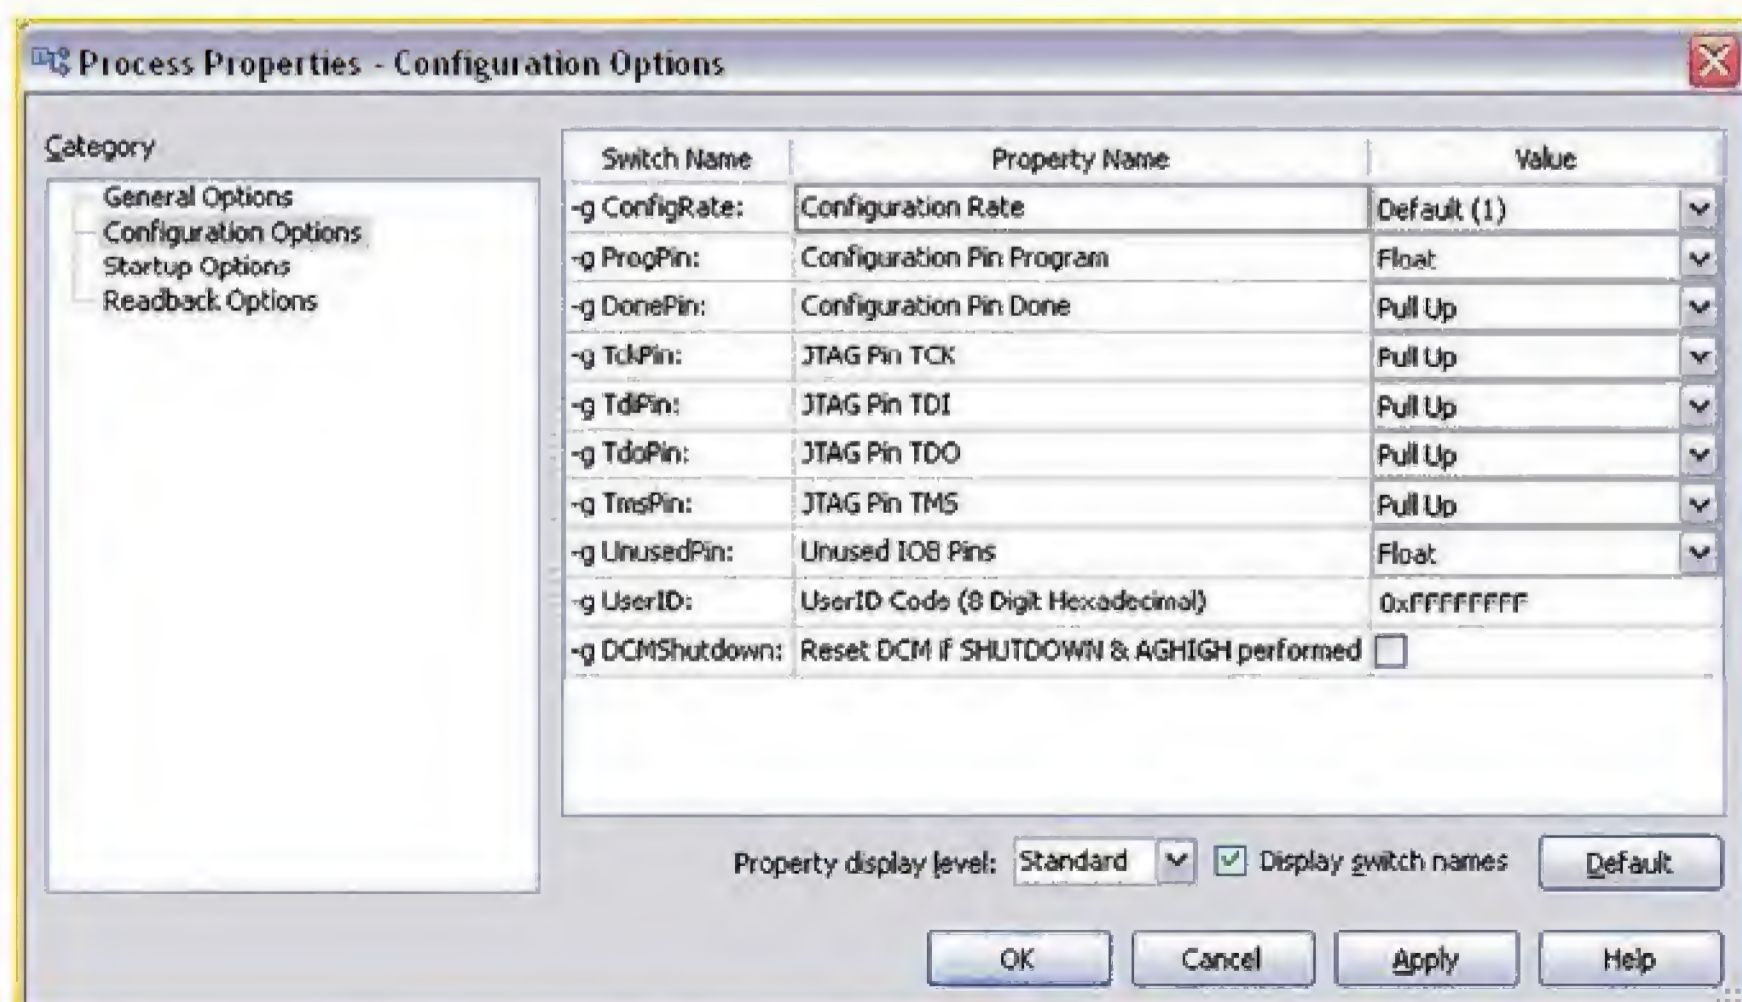 Process Properties - Configuration Options
Category
General Options
Configuration Options
Startup Options
Readback Options
Switch Name Property Name Value
-g ConfigRate: Configuration Rate Default (1)
-g ProgPin: Configuration Pin Program Float
-g DonePin: Configuration Pin Done Pull Up
-g TckPin: JTAG Pin TCK Pull Up
-g TdiPin: JTAG Pin TDI Pull Up
-g TdoPin: JTAG Pin TDO Pull Up
-g TmsPin: JTAG Pin TMS Pull Up
-g UnusedPin: Unused IOB Pins Float
-g UserID: UserID Code (8 Digit Hexadecimal) 0xFFFFFFFF
-g DCMShutdown: Reset DCM if SHUTDOWN & AGHIGH performed
Property display level: Standard Display switch names Default
OK Cancel Apply Help